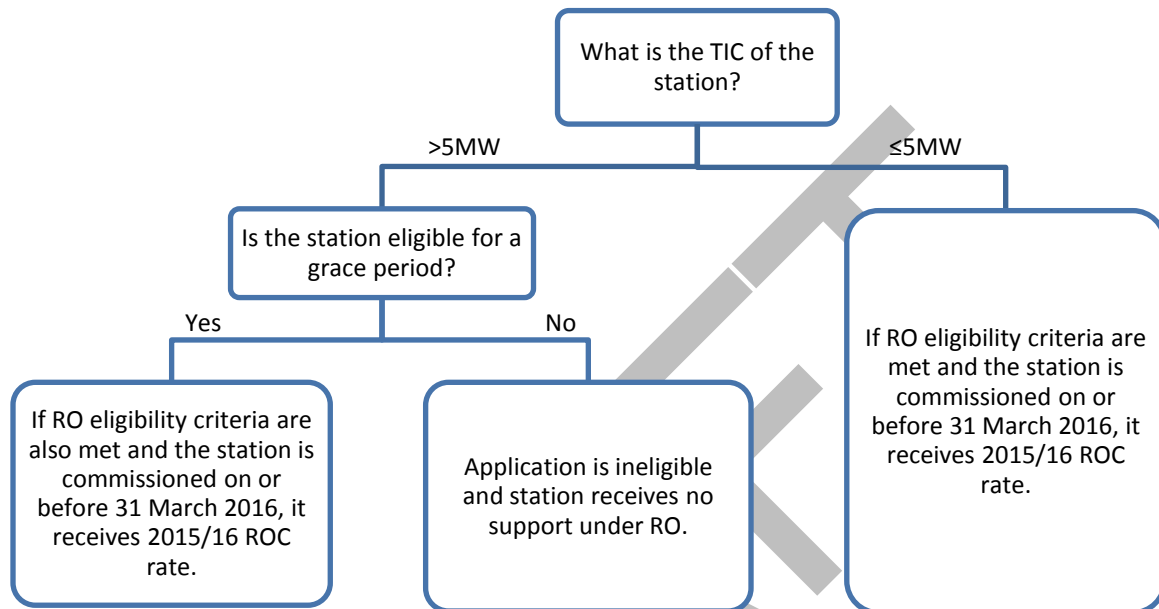 What is the TIC of the
station?
>5MW
≤5MW
Is the station eligible for a
grace period?
Yes
No
If RO eligibility criteria are
also met and the station is
commissioned on or
before 31 March 2016, it
receives 2015/16 ROC
rate.
Application is ineligible
and station receives no
support under RO.
If RO eligibility criteria are
met and the station is
commissioned on or
before 31 March 2016, it
receives 2015/16 ROC
rate.